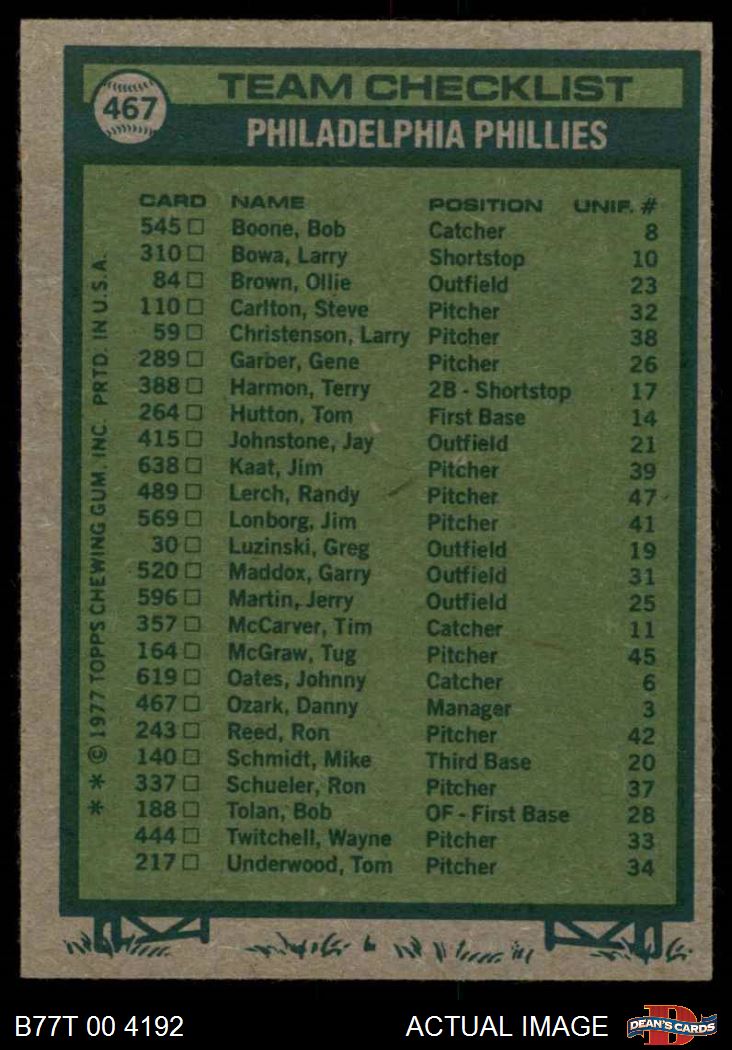 467
TEAM CHECKLIST
PHILADELPHIA PHILLIES
CARD NAME POSITION UNIF. #
545 □ Boone, Bob Catcher 8
310 □ Bowa, Larry Shortstop 10
84 □ Brown, Ollie Outfield 23
110 □ Carlton, Steve Pitcher 32
59 □ Christenson, Larry Pitcher 38
289 □ Garber, Gene Pitcher 26
388 □ Harmon, Terry 2B - Shortstop 17
264 □ Hutton, Tom First Base 14
415 □ Johnstone, Jay Outfield 21
638 □ Kaat, Jim Pitcher 39
489 □ Lerch, Randy Pitcher 47
569 □ Lonborg, Jim Pitcher 41
30 □ Luzinski, Greg Outfield 19
520 □ Maddox, Garry Outfield 31
596 □ Martin, Jerry Outfield 25
357 □ McCarver, Tim Catcher 11
164 □ McGraw, Tug Pitcher 45
619 □ Oates, Johnny Catcher 6
467 □ Ozark, Danny Manager 3
243 □ Reed, Ron Pitcher 42
140 □ Schmidt, Mike Third Base 20
337 □ Schueler, Ron Pitcher 37
188 □ Tolan, Bob OF - First Base 28
444 □ Twitchell, Wayne Pitcher 33
217 □ Underwood, Tom Pitcher 34
* * © 1977 TOPPS CHEWING GUM, INC. PRTD. IN U.S.A.
B77T 00 4192 ACTUAL IMAGE
DEAN'S CARDS